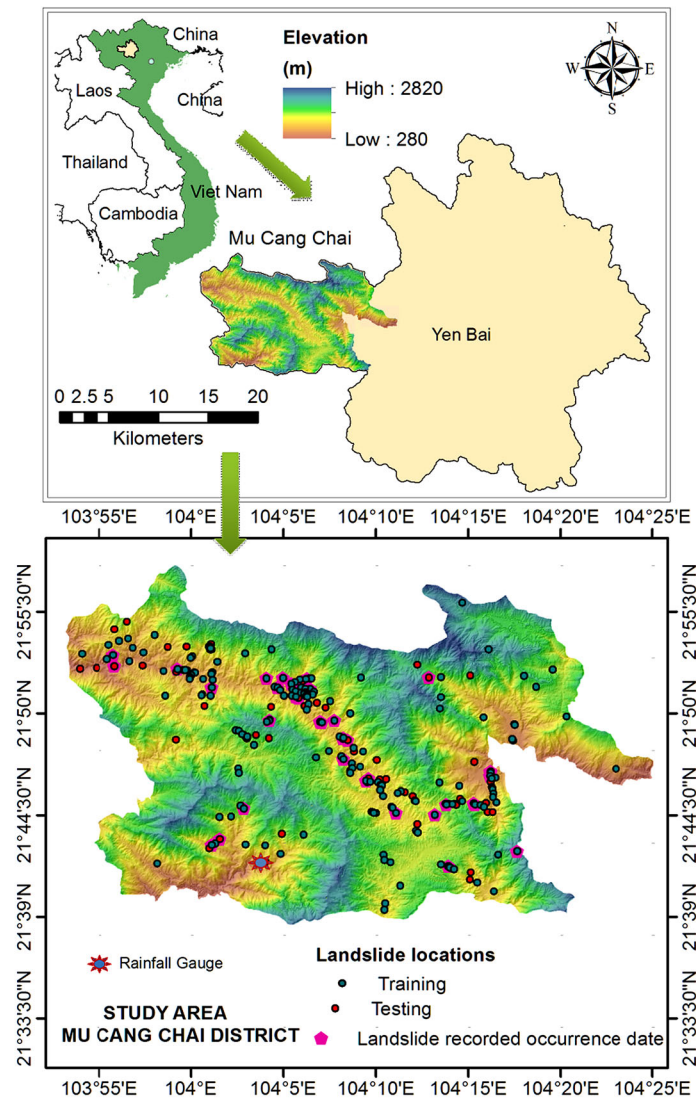 China
Laos
China
Thailand
Viet Nam
Cambodia
Elevation
(m)
High : 2820
Low : 280
N
W E
S
Mu Cang Chai
Yen Bai
0 2.5 5 10 15 20
Kilometers
103°55'E 104°E 104°5'E 104°10'E 104°15'E 104°20'E 104°25'E
21°55'30"N 21°55'30"N
21°50'N 21°50'N
21°44'30"N 21°44'30"N
21°39'N 21°39'N
21°33'30"N 21°33'30"N
Rainfall Gauge
Landslide locations
Training
Testing
Landslide recorded occurrence date
STUDY AREA
MU CANG CHAI DISTRICT
103°55'E 104°E 104°5'E 104°10'E 104°15'E 104°20'E 104°25'E